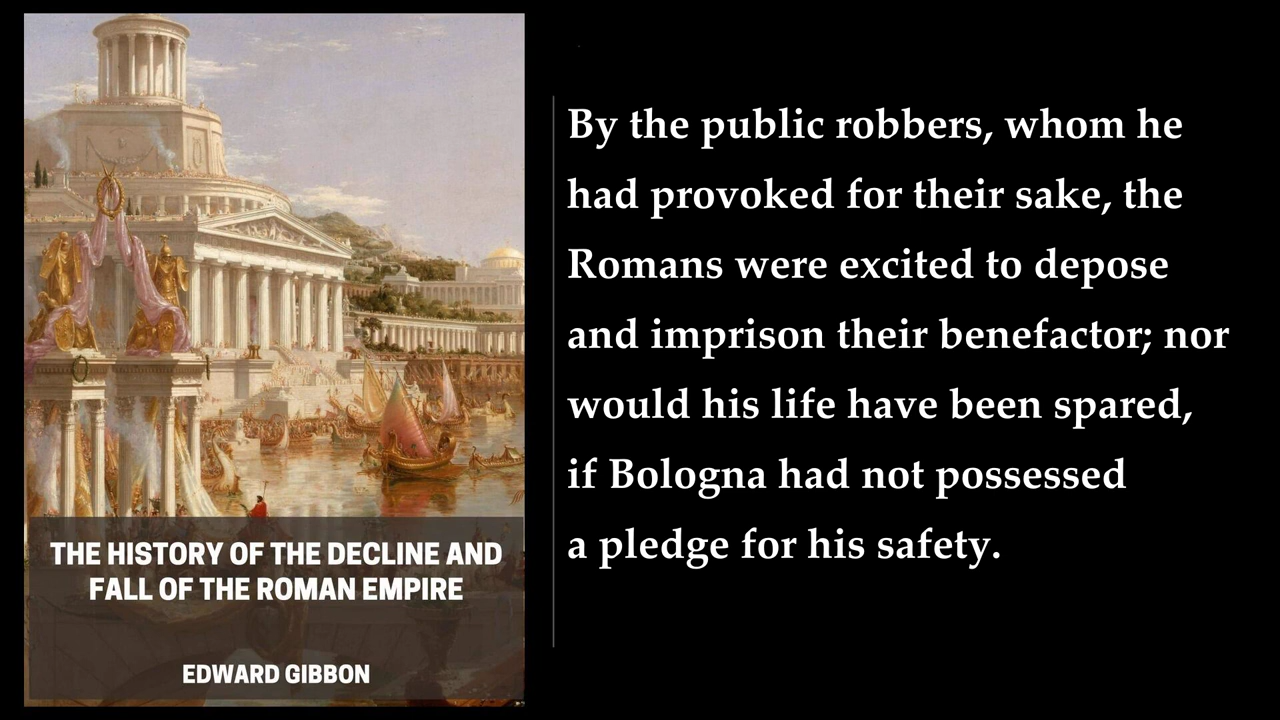 THE HISTORY OF THE DECLINE AND
FALL OF THE ROMAN EMPIRE
EDWARD GIBBON
By the public robbers, whom he
had provoked for their sake, the
Romans were excited to depose
and imprison their benefactor; nor
would his life have been spared,
if Bologna had not possessed
a pledge for his safety.